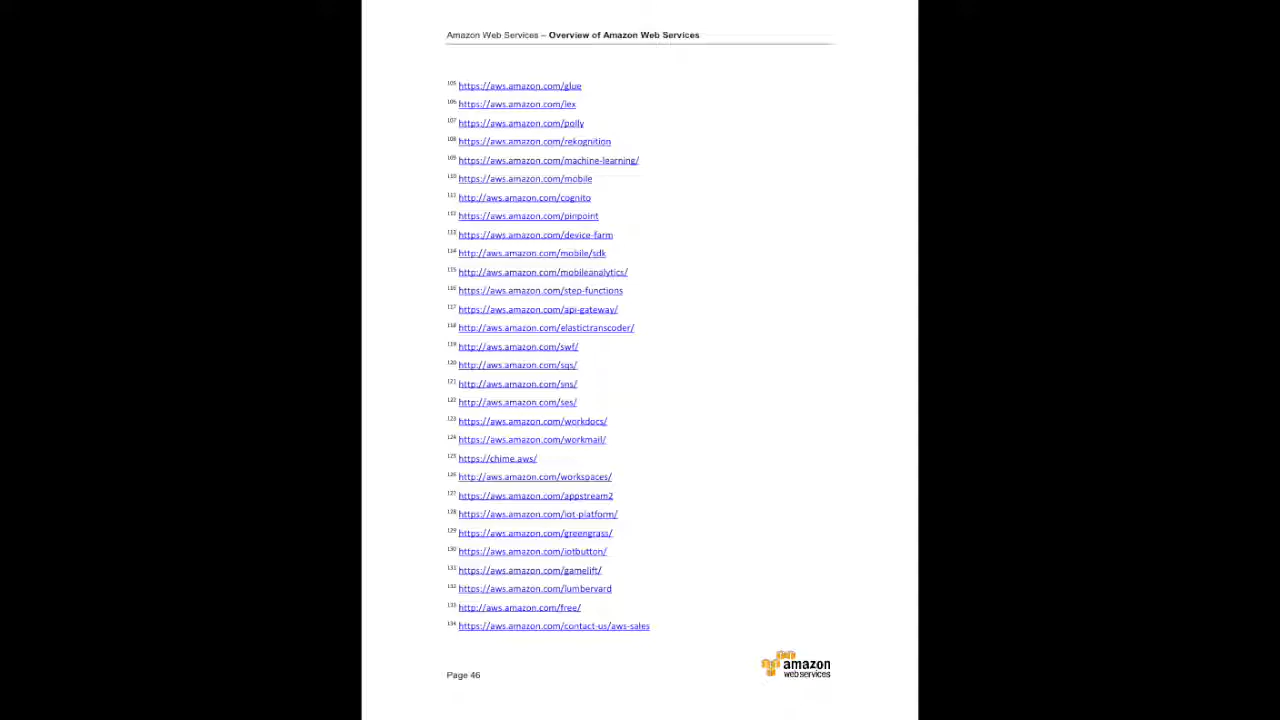 Amazon Web Services – Overview of Amazon Web Services
105 https://aws.amazon.com/glue
106 https://aws.amazon.com/lex
107 https://aws.amazon.com/polly
108 https://aws.amazon.com/rekognition
109 https://aws.amazon.com/machine-learning/
110 https://aws.amazon.com/mobile
111 http://aws.amazon.com/cognito
112 https://aws.amazon.com/pinpoint
113 https://aws.amazon.com/device-farm
114 http://aws.amazon.com/mobile/sdk
115 http://aws.amazon.com/mobileanalytics/
116 https://aws.amazon.com/step-functions
117 https://aws.amazon.com/api-gateway/
118 http://aws.amazon.com/elastictranscoder/
119 http://aws.amazon.com/swf/
120 http://aws.amazon.com/sqs/
121 http://aws.amazon.com/sns/
122 http://aws.amazon.com/ses/
123 https://aws.amazon.com/workdocs/
124 https://aws.amazon.com/workmail/
125 https://chime.aws/
126 http://aws.amazon.com/workspaces/
127 https://aws.amazon.com/appstream2
128 https://aws.amazon.com/iot-platform/
129 https://aws.amazon.com/greengrass/
130 https://aws.amazon.com/iotbutton/
131 https://aws.amazon.com/gamelift/
132 https://aws.amazon.com/lumberyard
133 http://aws.amazon.com/free/
134 https://aws.amazon.com/contact-us/aws-sales
Page 46
amazon
webservices